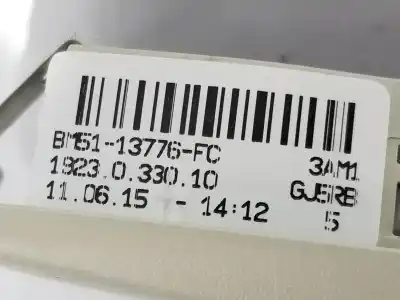 BM51-13776-FC 3AM1
1923.0.330.10 GJ5RB
11.06.15 - 14:12 5